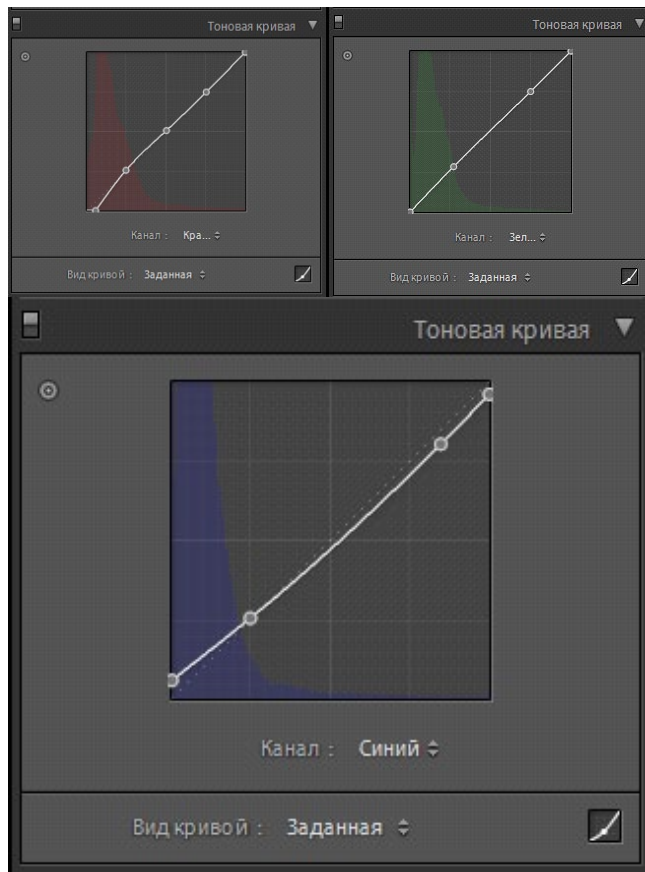 Тоновая кривая
Канал : Кра...
Вид кривой : Заданная
Тоновая кривая
Канал : Зел...
Вид кривой : Заданная
Тоновая кривая
Канал : Синий
Вид кривой : Заданная